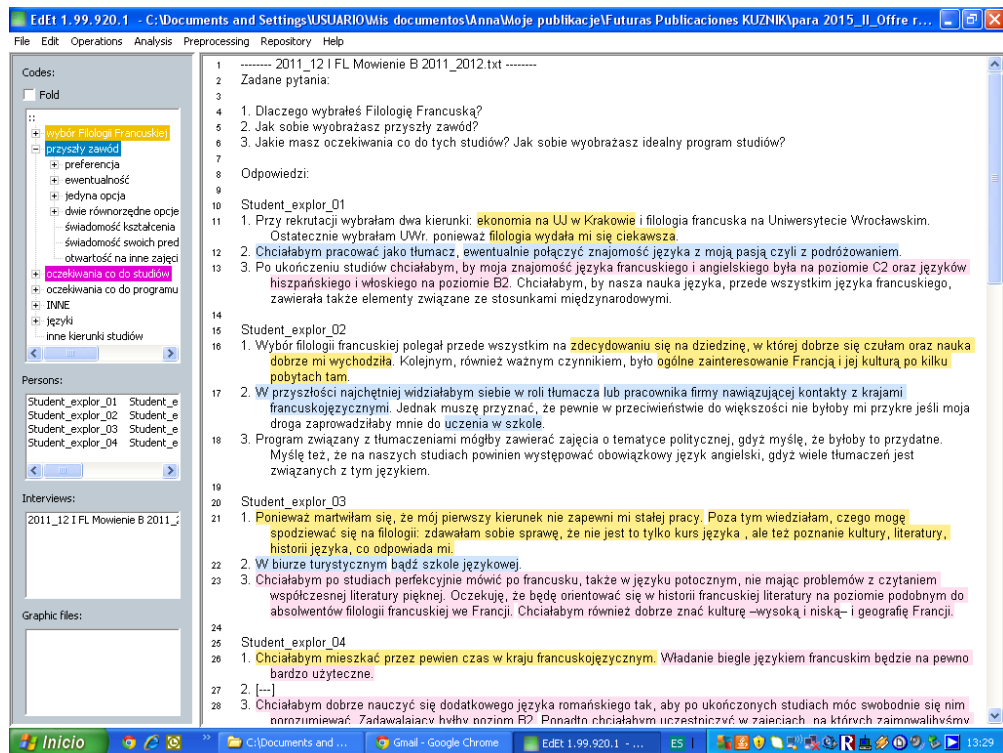 EdEt 1.99.920.1 - C:\Documents and Settings\USUARIO\Mis documentos\Anna\Moje publikacje\Futuras Publicaciones KUZNIK\para 2015_II_Offre r...
File Edit Operations Analysis Preprocessing Repository Help
Codes:
Fold
::
wybór Filologii Francuskiej
przyszły zawód
preferencja
ewentualność
jedyna opcja
dwie równorzędne opcje
świadomość kształcenia
świadomość swoich pred
otwartość na inne zajęci
oczekiwania co do studiów
oczekiwania co do programu
INNE
języki
inne kierunki studiów
Persons:
Student_explor_01 Student_e
Student_explor_02 Student_e
Student_explor_03 Student_e
Student_explor_04 Student_e
Interviews:
2011_12 I FL Mowienie B 2011_2
Graphic files:
1 -------- 2011_12 I FL Mowienie B 2011_2012.txt --------
2 Zadane pytania:
3
4 1. Dlaczego wybrałeś Filologię Francuską?
5 2. Jak sobie wyobrażasz przyszły zawód?
6 3. Jakie masz oczekiwania co do tych studiów? Jak sobie wyobrażasz idealny program studiów?
7
8 Odpowiedzi:
9
10 Student_explor_01
11 1. Przy rekrutacji wybrałam dwa kierunki: ekonomia na UJ w Krakowie i filologia francuska na Uniwersytecie Wrocławskim.
Ostatecznie wybrałam UWr. ponieważ filologia wydała mi się ciekawsza.
12 2. Chciałabym pracować jako tłumacz, ewentualnie połączyć znajomość języka z moją pasją czyli z podróżowaniem.
13 3. Po ukończeniu studiów chciałabym, by moja znajomość języka francuskiego i angielskiego była na poziomie C2 oraz języków
hiszpańskiego i włoskiego na poziomie B2. Chciałabym, by nasza nauka języka, przede wszystkim języka francuskiego,
zawierała także elementy związane ze stosunkami międzynarodowymi.
14
15 Student_explor_02
16 1. Wybór filologii francuskiej polegał przede wszystkim na zdecydowaniu się na dziedzinę, w której dobrze się czułam oraz nauka
dobrze mi wychodziła. Kolejnym, również ważnym czynnikiem, było ogólne zainteresowanie Francją i jej kulturą po kilku
pobytach tam.
17 2. W przyszłości najchętniej widziałabym siebie w roli tłumacza lub pracownika firmy nawiązującej kontakty z krajami
francuskojęzycznymi. Jednak muszę przyznać, że pewnie w przeciwieństwie do większości nie byłoby mi przykre jeśli moja
droga zaprowadziłaby mnie do uczenia w szkole.
18 3. Program związany z tłumaczeniami mógłby zawierać zajęcia o tematyce politycznej, gdyż myślę, że byłoby to przydatne.
Myślę też, że na naszych studiach powinien występować obowiązkowy język angielski, gdyż wiele tłumaczeń jest
związanych z tym językiem.
19
20 Student_explor_03
21 1. Ponieważ martwiłam się, że mój pierwszy kierunek nie zapewni mi stałej pracy. Poza tym wiedziałam, czego mogę
spodziewać się na filologii: zdawałam sobie sprawę, że nie jest to tylko kurs języka , ale też poznanie kultury, literatury,
historii języka, co odpowiada mi.
22 2. W biurze turystycznym bądź szkole językowej.
23 3. Chciałabym po studiach perfekcyjnie mówić po francusku, także w języku potocznym, nie mając problemów z czytaniem
współczesnej literatury pięknej. Oczekuję, że będę orientować się w historii francuskiej literatury na poziomie podobnym do
absolwentów filologii francuskiej we Francji. Chciałabym również dobrze znać kulturę –wysoką i niską– i geografię Francji.
24
25 Student_explor_04
26 1. Chciałabym mieszkać przez pewien czas w kraju francuskojęzycznym. Władanie biegle językiem francuskim będzie na pewno
bardzo użyteczne.
27 2. [---]
28 3. Chciałabym dobrze nauczyć się dodatkowego języka romańskiego tak, aby po ukończonych studiach móc swobodnie się nim
porozumiewać. Zadawalający byłby poziom B2. Ponadto chciałabym uczestniczyć w zajęciach, na których zajmowalibyśmy
Inicio
C:\Documents and ...
Gmail - Google Chrome
EdEt 1.99.920.1 - ...
ES
13:29